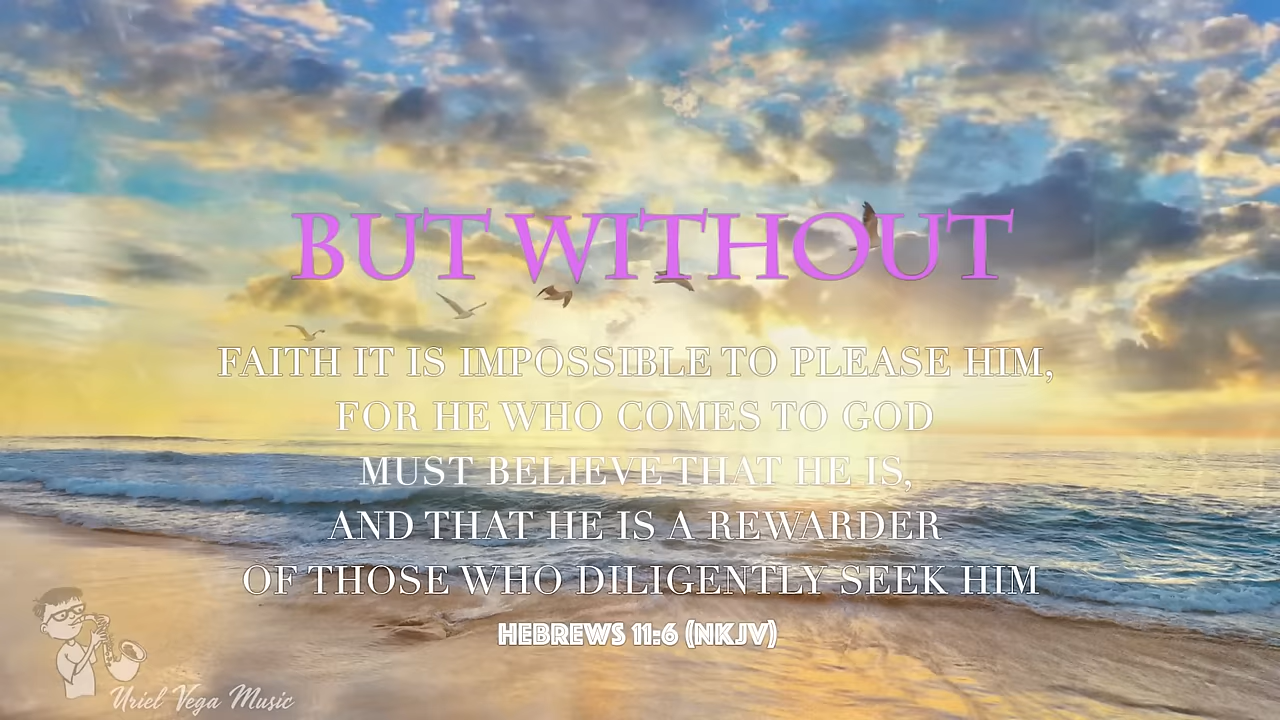 BUT WITHOUT
FAITH IT IS IMPOSSIBLE TO PLEASE HIM,
FOR HE WHO COMES TO GOD
MUST BELIEVE THAT HE IS,
AND THAT HE IS A REWARDER
OF THOSE WHO DILIGENTLY SEEK HIM
HEBREWS 11:6 (NKJV)
Uriel Vega Music